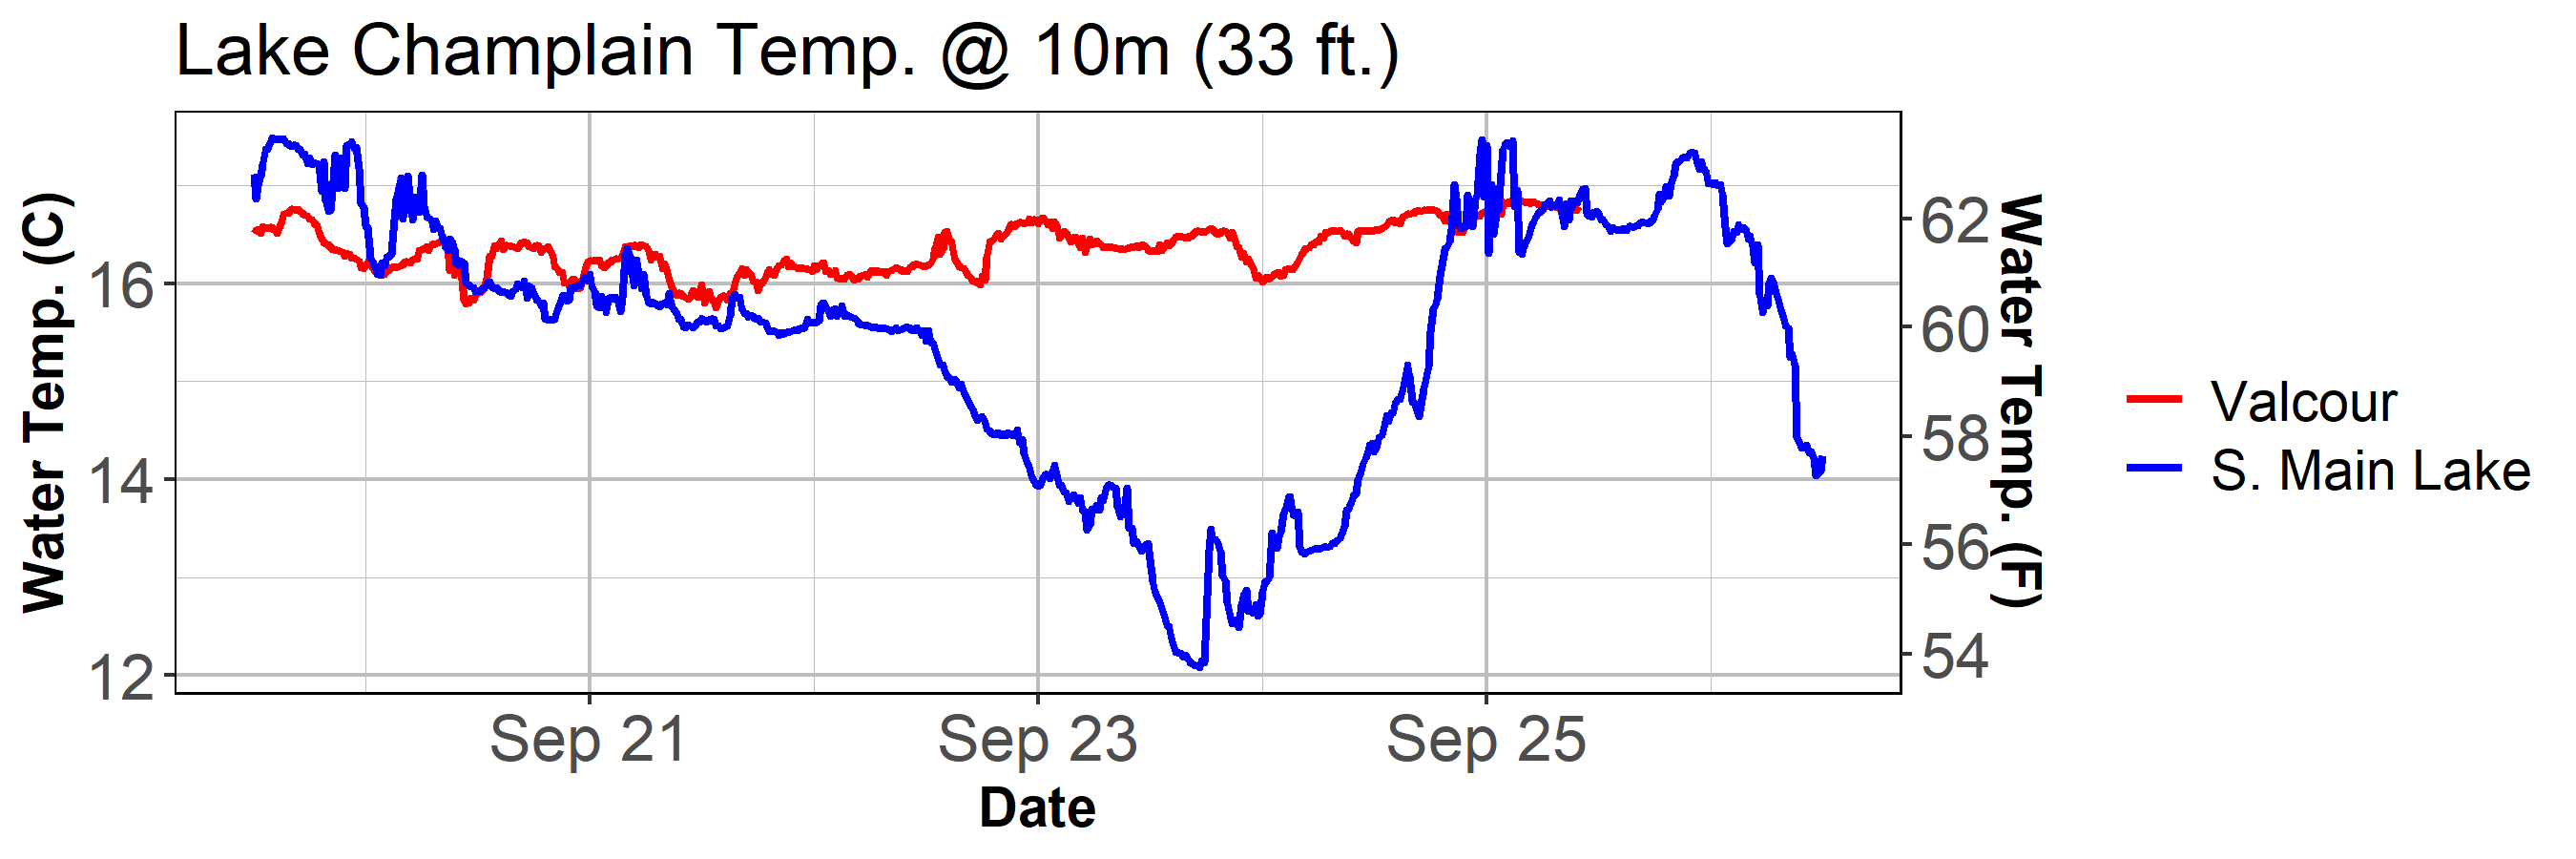 Lake Champlain Temp. @ 10m (33 ft.)
Water Temp. (C)
16
14
12
62
60
58
56
54
Water Temp. (F)
Sep 21
Sep 23
Sep 25
Date
Valcour
S. Main Lake